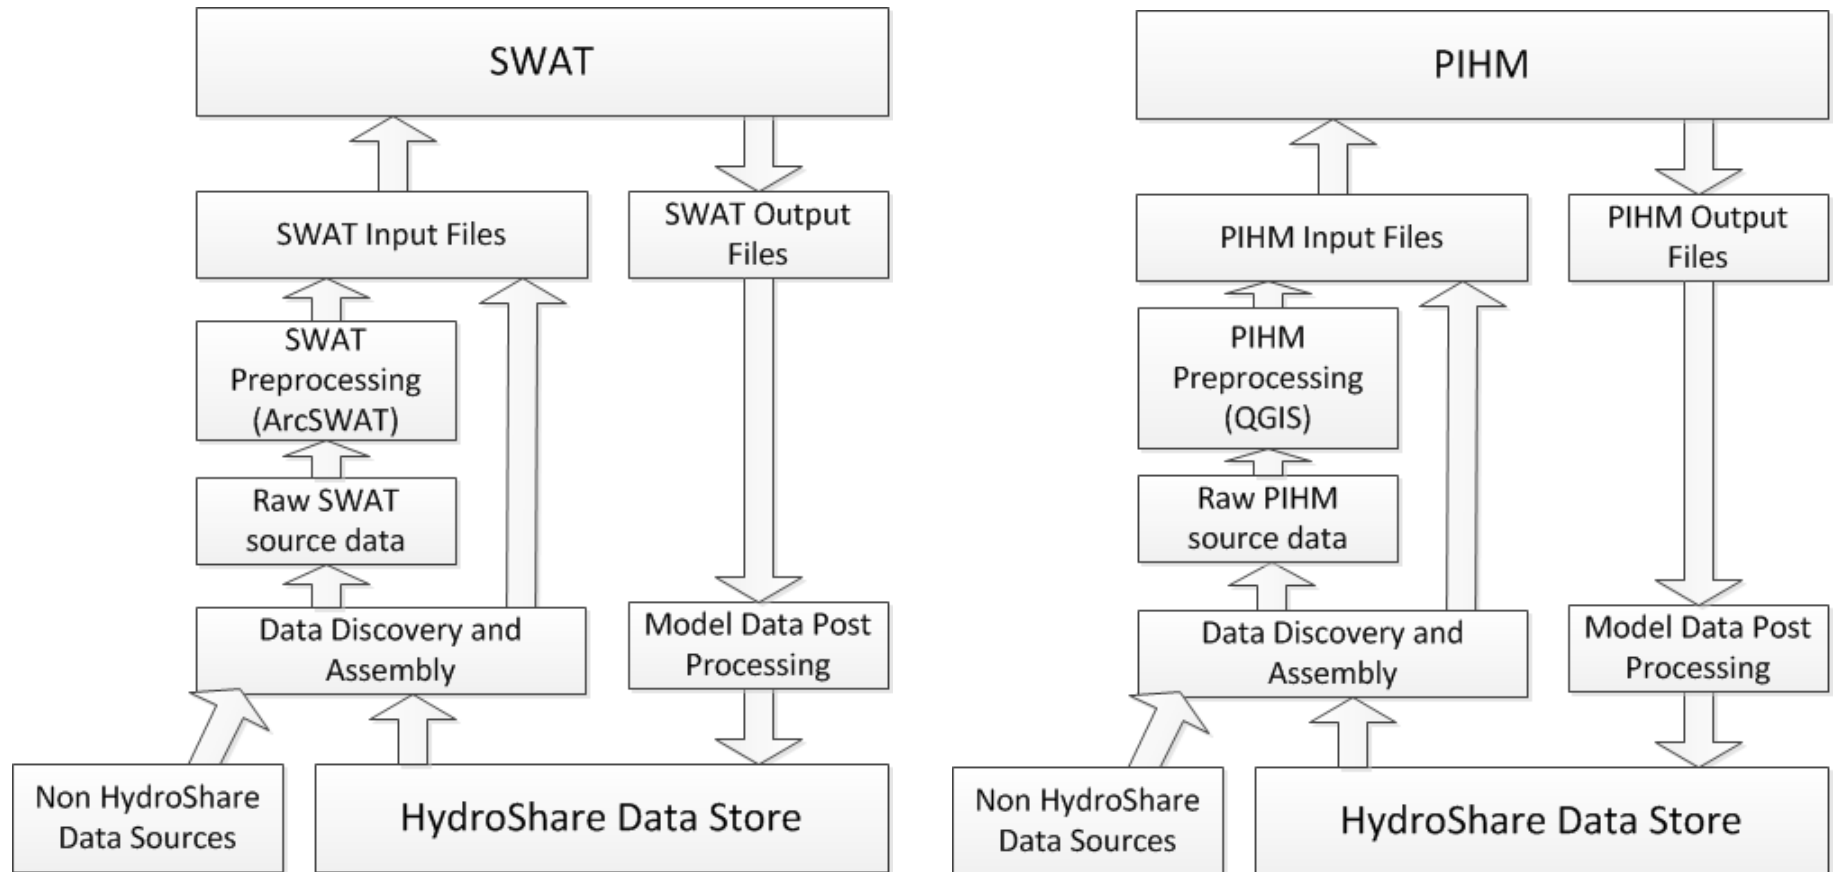 SWAT
SWAT Input Files
SWAT Output
Files
SWAT
Preprocessing
(ArcSWAT)
Raw SWAT
source data
Data Discovery and
Assembly
Model Data Post
Processing
Non HydroShare
Data Sources
HydroShare Data Store
PIHM
PIHM Input Files
PIHM Output
Files
PIHM
Preprocessing
(QGIS)
Raw PIHM
source data
Data Discovery and
Assembly
Model Data Post
Processing
Non HydroShare
Data Sources
HydroShare Data Store